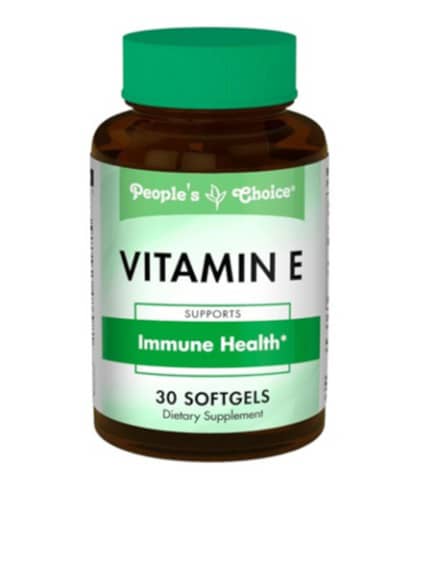 People's Choice®
VITAMIN E
SUPPORTS
Immune Health*
30 SOFTGELS
Dietary Supplement